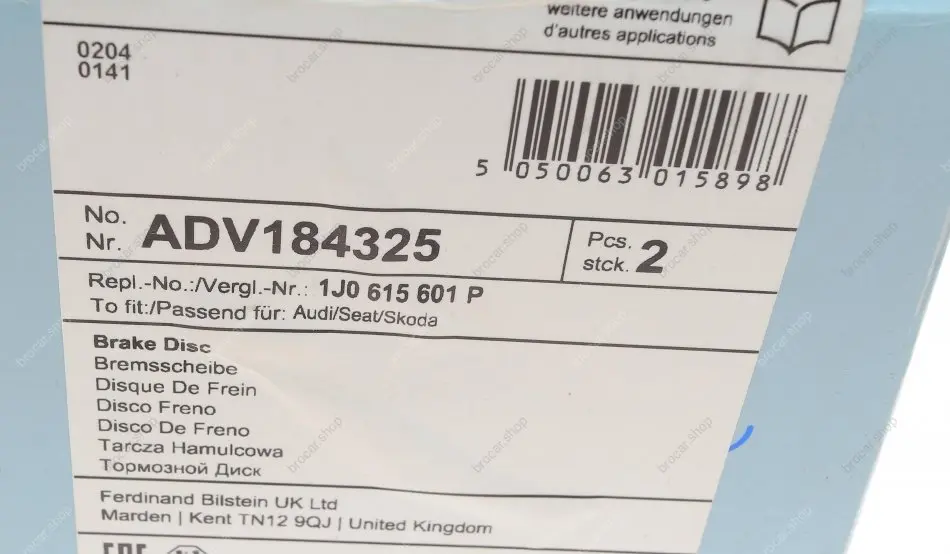 weitere anwendungen
d'autres applications
0204
0141
5 050063 015898
No.
Nr. ADV184325
Pcs.
stck. 2
Repl.-No.:/Vergl.-Nr.: 1J0 615 601 P
To fit:/Passend für: Audi/Seat/Skoda
Brake Disc
Bremsscheibe
Disque De Frein
Disco Freno
Disco De Freno
Tarcza Hamulcowa
Тормозной Диск
Ferdinand Bilstein UK Ltd
Marden | Kent TN12 9QJ | United Kingdom
brocar.shop